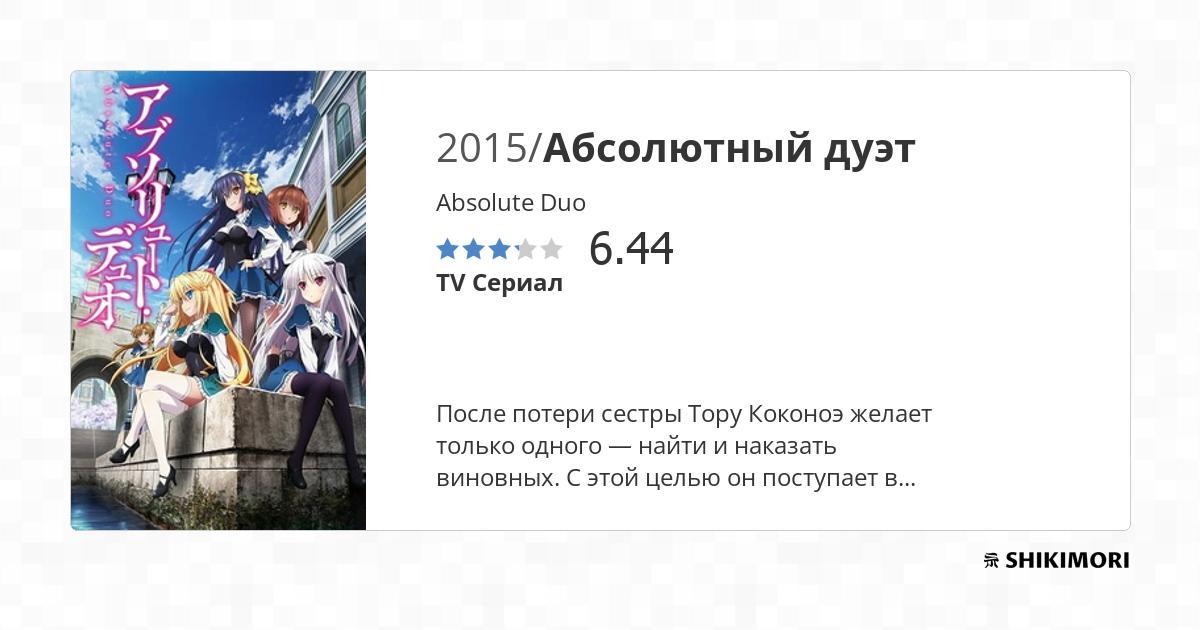 アブソリュート・
デュオ
Absolute Duo
2015/Абсолютный дуэт
Absolute Duo
6.44
TV Сериал
После потери сестры Тору Коконоэ желает
только одного — найти и наказать
виновных. С этой целью он поступает в...
SHIKIMORI